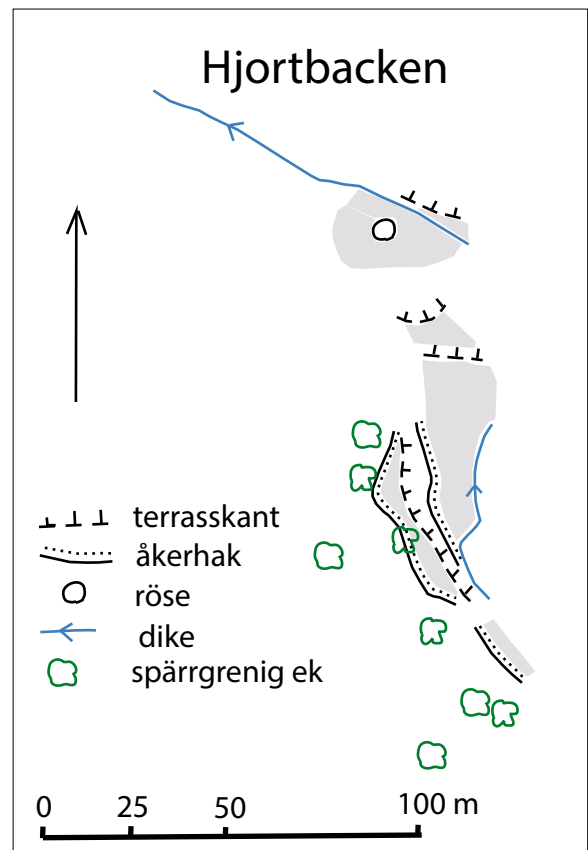 Hjortbacken
terrasskant
åkerhak
röse
dike
spärrgrenig ek
0 25 50 100 m